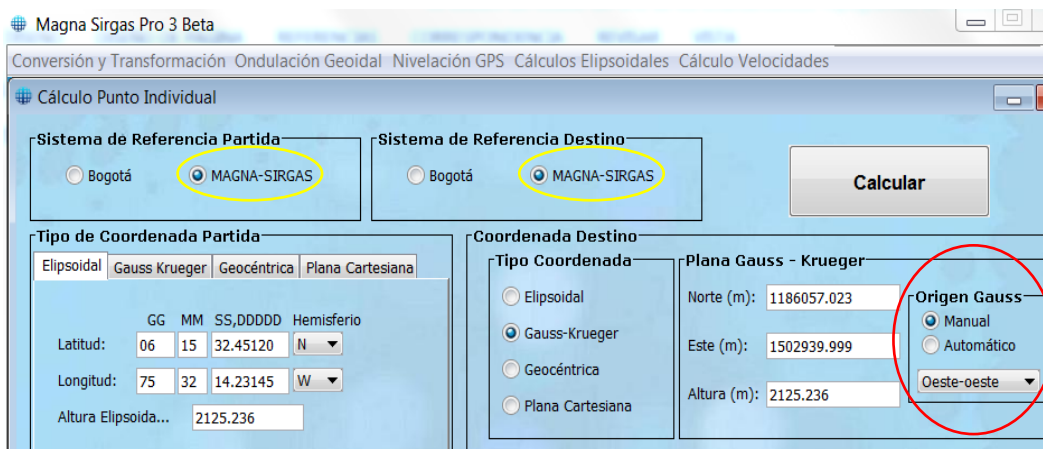 Magna Sirgas Pro 3 Beta
Conversión y Transformación Ondulación Geoidal Nivelación GPS Cálculos Elipsoidales Cálculo Velocidades
Cálculo Punto Individual
Sistema de Referencia Partida
Bogotá MAGNA-SIRGAS
Sistema de Referencia Destino
Bogotá MAGNA-SIRGAS
Calcular
Tipo de Coordenada Partida
Elipsoidal Gauss Krueger Geocéntrica Plana Cartesiana
GG MM SS,DDDDD Hemisferio
Latitud: 06 15 32.45120 N
Longitud: 75 32 14.23145 W
Altura Elipsoida... 2125.236
Coordenada Destino
Tipo Coordenada
Elipsoidal
Gauss-Krueger
Geocéntrica
Plana Cartesiana
Plana Gauss - Krueger
Norte (m): 1186057.023
Este (m): 1502939.999
Altura (m): 2125.236
Origen Gauss
Manual
Automático
Oeste-oeste